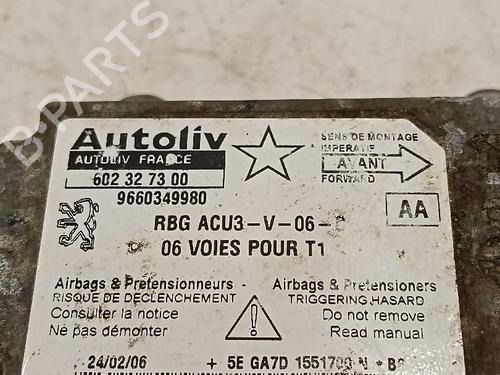 B-PARTS
Autoliv
AUTOLIV FRANCE
602 32 73 00
9660349980
SENS DE MONTAGE
IMPERATIF
AVANT
FORWARD
AA
RBG ACU3-V-06-
06 VOIES POUR T1
Airbags & Pretensionneurs
RISQUE DE DECLENCHEMENT
Consulter la notice
Ne pas démonter
Airbags & Pretensioners
TRIGGERING HASARD
Do not remove
Read manual
24/02/06 + 5E GA7D